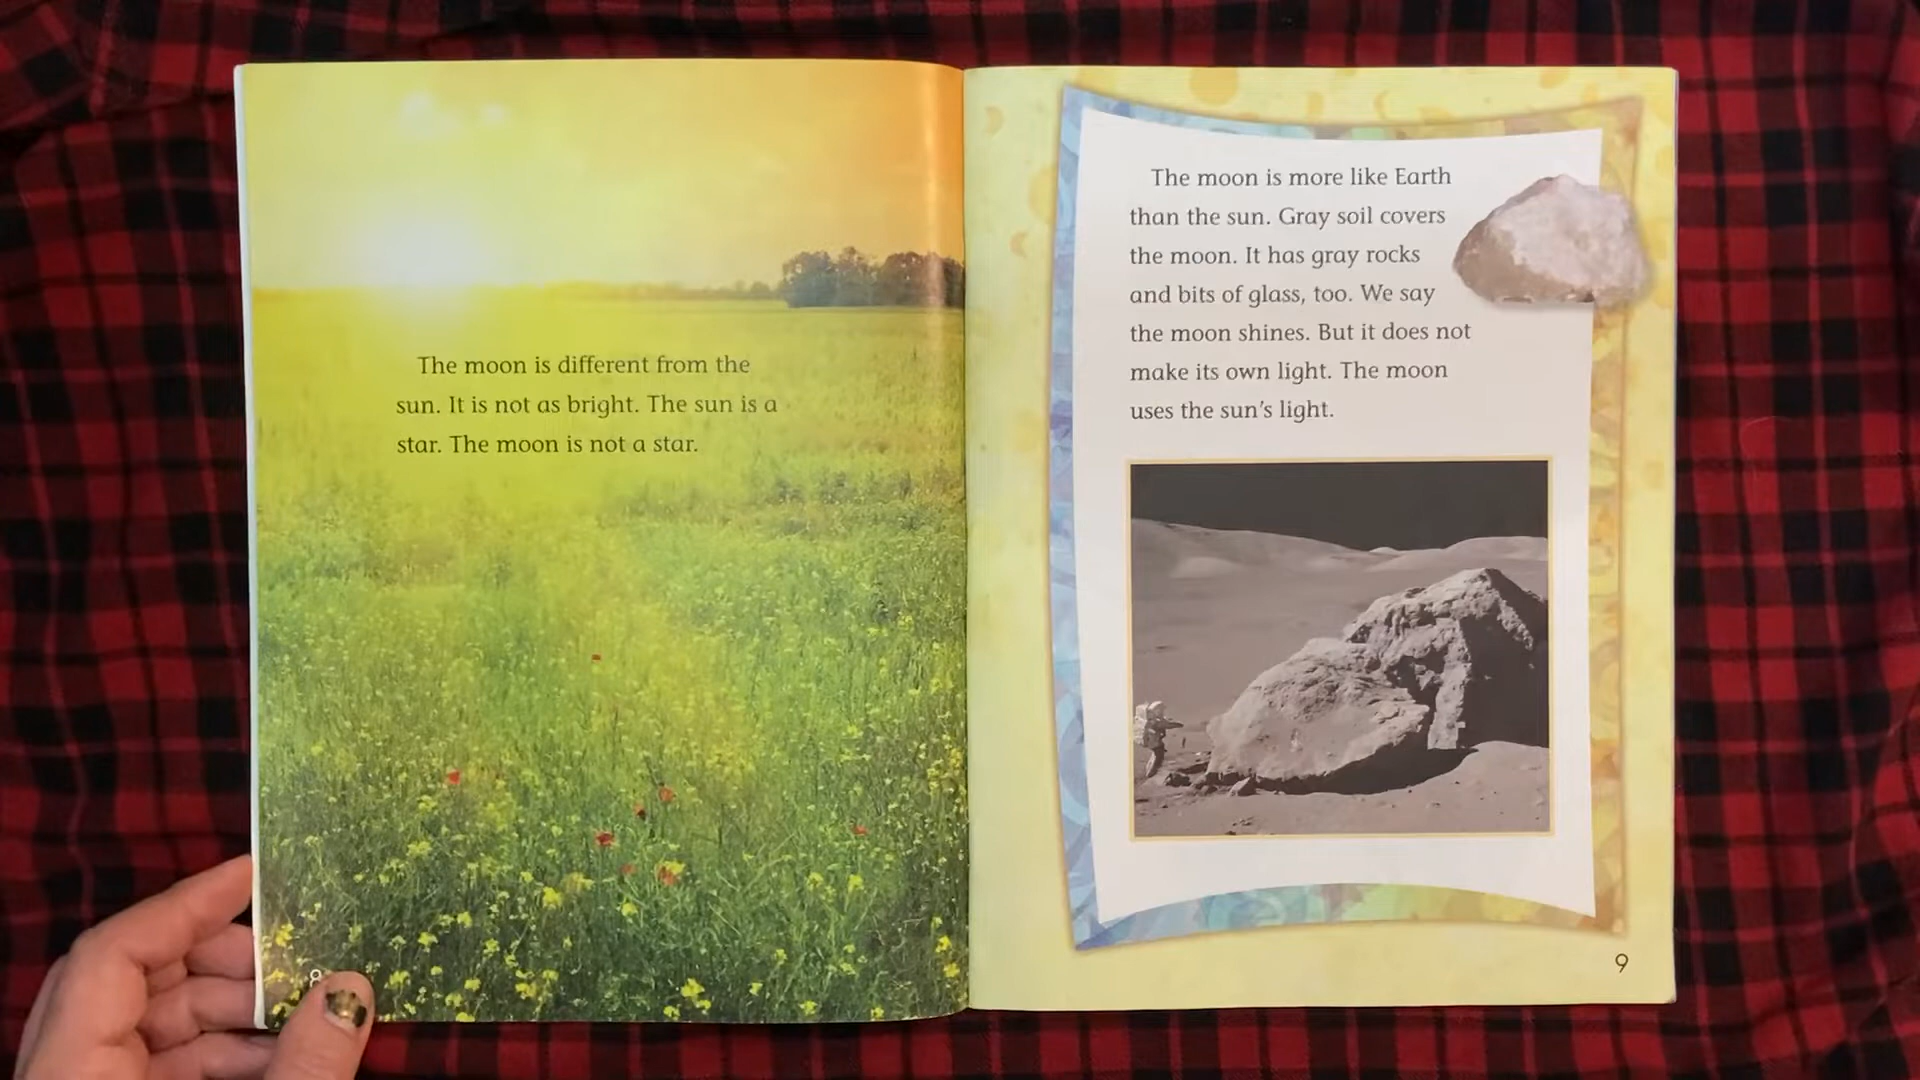 The moon is different from the
sun. It is not as bright. The sun is a
star. The moon is not a star.
8
The moon is more like Earth
than the sun. Gray soil covers
the moon. It has gray rocks
and bits of glass, too. We say
the moon shines. But it does not
make its own light. The moon
uses the sun's light.
9